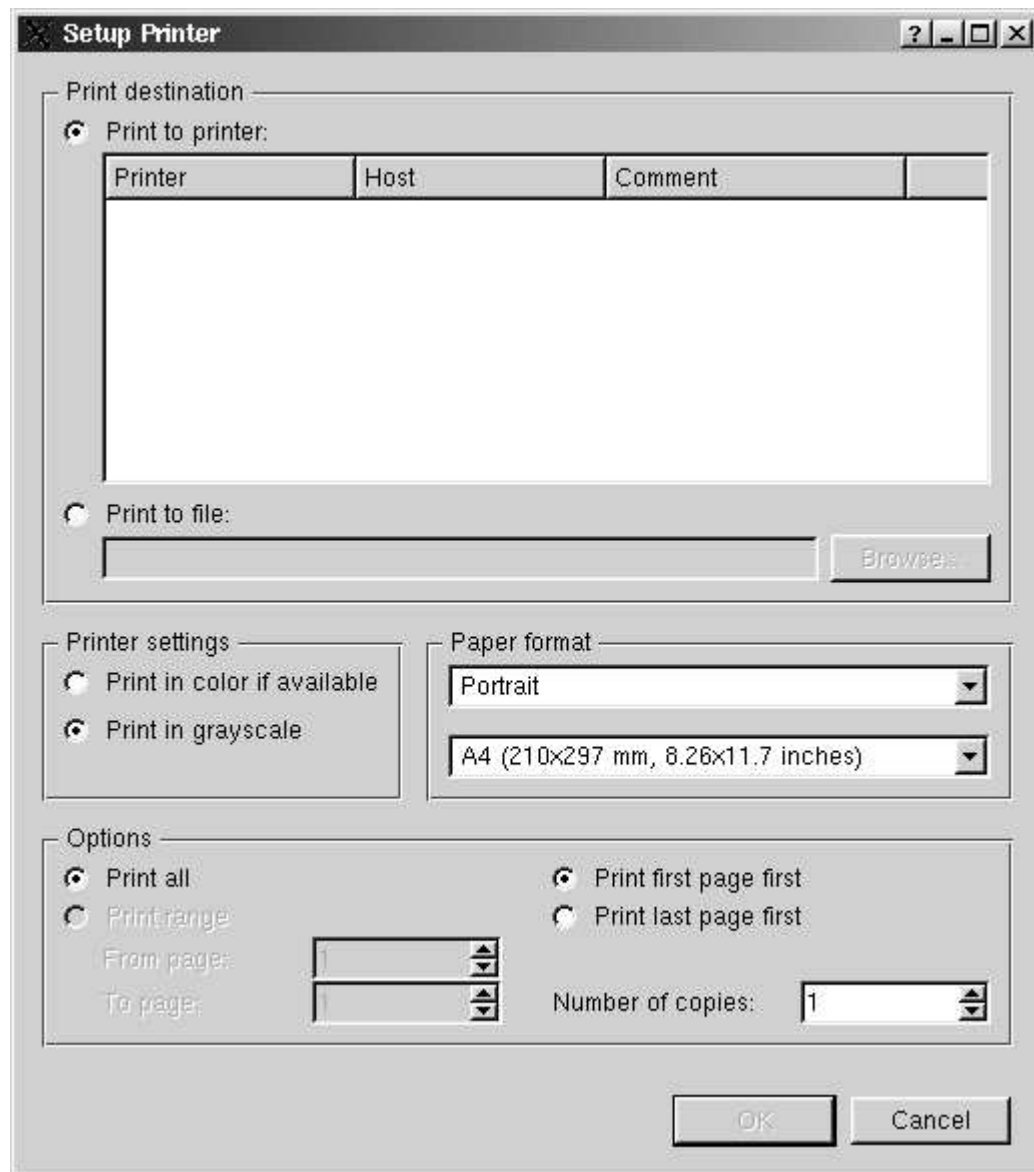 Setup Printer
Print destination
Print to printer:
Printer Host Comment
Print to file:
Browse...
Printer settings
Print in color if available
Print in grayscale
Paper format
Portrait
A4 (210x297 mm, 8.26x11.7 inches)
Options
Print all
Print range
From page: 1
To page: 1
Print first page first
Print last page first
Number of copies: 1
OK Cancel